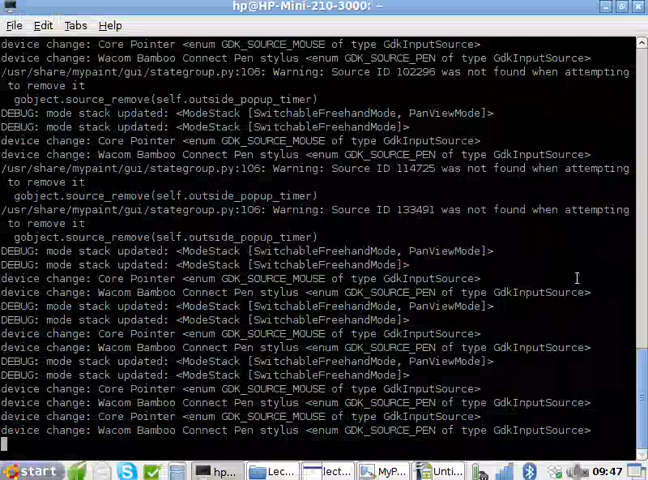 hp@HP-Mini-210-3000: ~
File Edit Tabs Help
device change: Core Pointer <enum GDK_SOURCE_MOUSE of type GdkInputSource>
device change: Wacom Bamboo Connect Pen stylus <enum GDK_SOURCE_PEN of type GdkInputSource>
/usr/share/mypaint/gui/stategroup.py:106: Warning: Source ID 102296 was not found when attempting
to remove it
gobject.source_remove(self.outside_popup_timer)
DEBUG: mode stack updated: <ModeStack [SwitchableFreehandMode, PanViewMode]>
DEBUG: mode stack updated: <ModeStack [SwitchableFreehandMode]>
device change: Core Pointer <enum GDK_SOURCE_MOUSE of type GdkInputSource>
device change: Wacom Bamboo Connect Pen stylus <enum GDK_SOURCE_PEN of type GdkInputSource>
/usr/share/mypaint/gui/stategroup.py:106: Warning: Source ID 114725 was not found when attempting
to remove it
gobject.source_remove(self.outside_popup_timer)
/usr/share/mypaint/gui/stategroup.py:106: Warning: Source ID 133491 was not found when attempting
to remove it
gobject.source_remove(self.outside_popup_timer)
DEBUG: mode stack updated: <ModeStack [SwitchableFreehandMode, PanViewMode]>
DEBUG: mode stack updated: <ModeStack [SwitchableFreehandMode]>
device change: Core Pointer <enum GDK_SOURCE_MOUSE of type GdkInputSource>
device change: Wacom Bamboo Connect Pen stylus <enum GDK_SOURCE_PEN of type GdkInputSource>
DEBUG: mode stack updated: <ModeStack [SwitchableFreehandMode, PanViewMode]>
DEBUG: mode stack updated: <ModeStack [SwitchableFreehandMode]>
device change: Core Pointer <enum GDK_SOURCE_MOUSE of type GdkInputSource>
device change: Wacom Bamboo Connect Pen stylus <enum GDK_SOURCE_PEN of type GdkInputSource>
DEBUG: mode stack updated: <ModeStack [SwitchableFreehandMode, PanViewMode]>
DEBUG: mode stack updated: <ModeStack [SwitchableFreehandMode]>
device change: Core Pointer <enum GDK_SOURCE_MOUSE of type GdkInputSource>
device change: Wacom Bamboo Connect Pen stylus <enum GDK_SOURCE_PEN of type GdkInputSource>
device change: Core Pointer <enum GDK_SOURCE_MOUSE of type GdkInputSource>
device change: Wacom Bamboo Connect Pen stylus <enum GDK_SOURCE_PEN of type GdkInputSource>
start hp... Lec... lect... MyP... Unti... 09:47